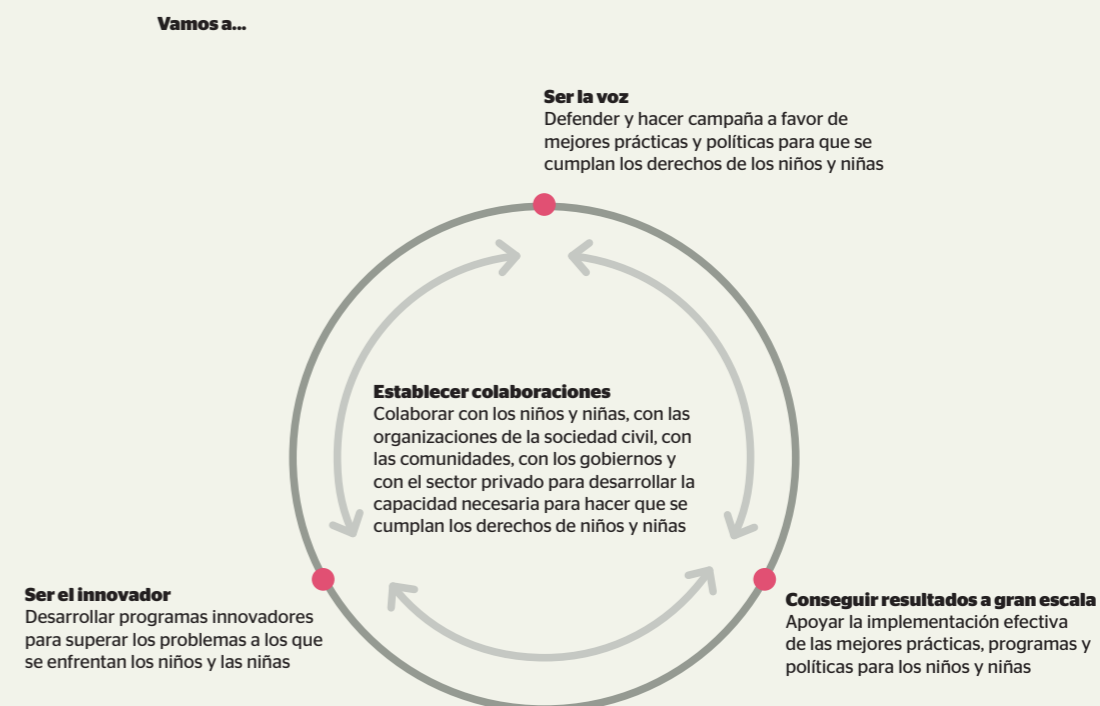 Vamos a...
Ser la voz
Defender y hacer campaña a favor de
mejores prácticas y políticas para que se
cumplan los derechos de los niños y niñas
Establecer colaboraciones
Colaborar con los niños y niñas, con las
organizaciones de la sociedad civil, con
las comunidades, con los gobiernos y
con el sector privado para desarrollar la
capacidad necesaria para hacer que se
cumplan los derechos de niños y niñas
Ser el innovador
Desarrollar programas innovadores
para superar los problemas a los que
se enfrentan los niños y las niñas
Conseguir resultados a gran escala
Apoyar la implementación efectiva
de las mejores prácticas, programas y
políticas para los niños y niñas